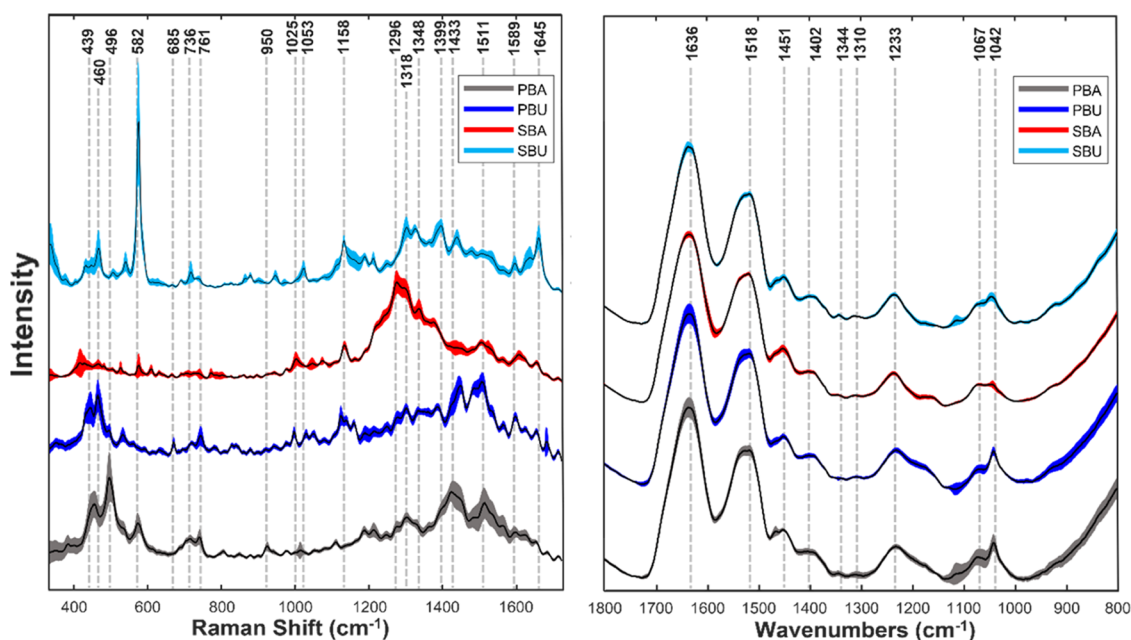 439
460
496
582
685
736
761
950
1025
1053
1158
1296
1318
1348
1399
1433
1511
1589
1645
PBA
PBU
SBA
SBU
Intensity
400 600 800 1000 1200 1400 1600
Raman Shift (cm-1)
1636
1518
1451
1402
1344
1310
1233
1067
1042
PBA
PBU
SBA
SBU
1800 1700 1600 1500 1400 1300 1200 1100 1000 900 800
Wavenumbers (cm-1)